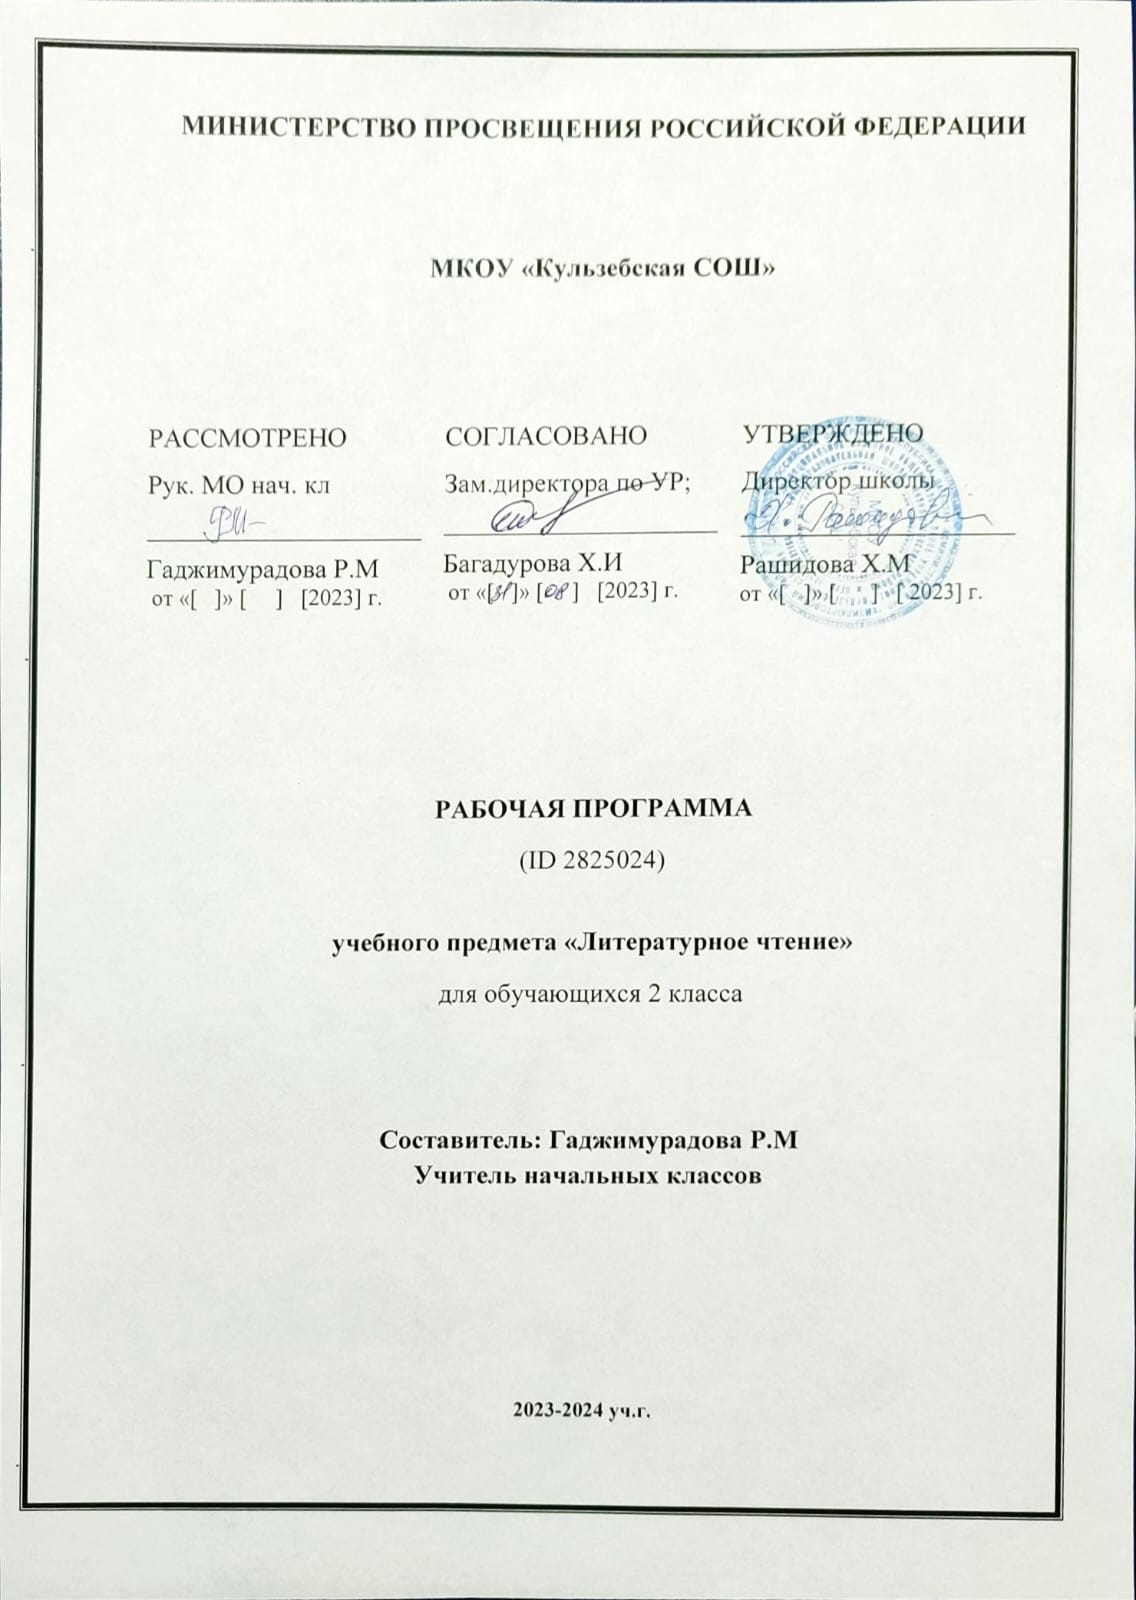 МИНИСТЕРСТВО ПРОСВЕЩЕНИЯ РОССИЙСКОЙ ФЕДЕРАЦИИ
МКОУ «Кульзебская СОШ»
РАССМОТРЕНО
Рук. МО нач. кл
Гаджимурадова Р.М
от «[ ]» [ ] [2023] г.
СОГЛАСОВАНО
Зам.директора по УР;
Багадурова Х.И
от «[31]» [08] [2023] г.
УТВЕРЖДЕНО
Директор школы
Рашидова Х.М
от «[ ]» [ ] [ 2023] г.
РАБОЧАЯ ПРОГРАММА
(ID 2825024)
учебного предмета «Литературное чтение»
для обучающихся 2 класса
Составитель: Гаджимурадова Р.М
Учитель начальных классов
2023-2024 уч.г.